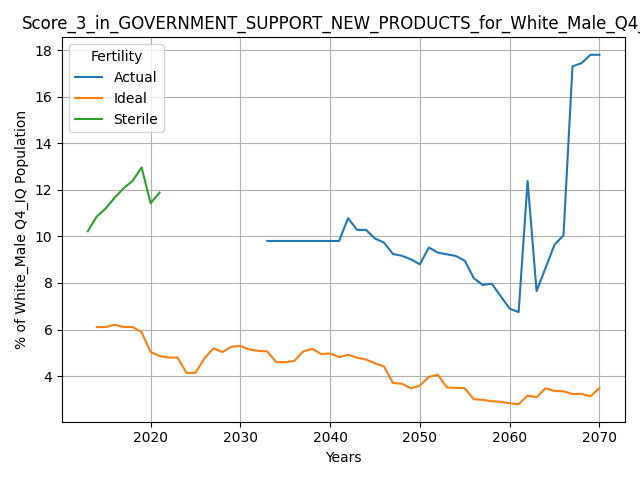 Score_3_in_GOVERNMENT_SUPPORT_NEW_PRODUCTS_for_White_Male_Q4_
Fertility
Actual
Ideal
Sterile
% of White_Male Q4_IQ Population
18
16
14
12
10
8
6
4
2020 2030 2040 2050 2060 2070
Years